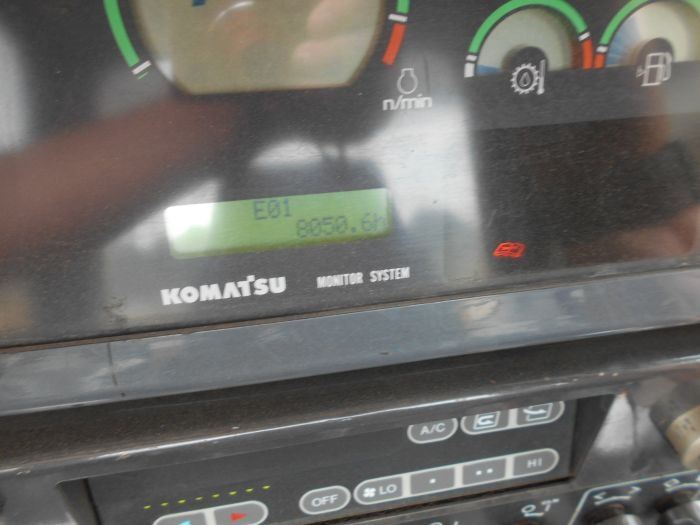 n/min
E01
8050.6h
KOMATSU MONITOR SYSTEM
A/C
OFF LO HI